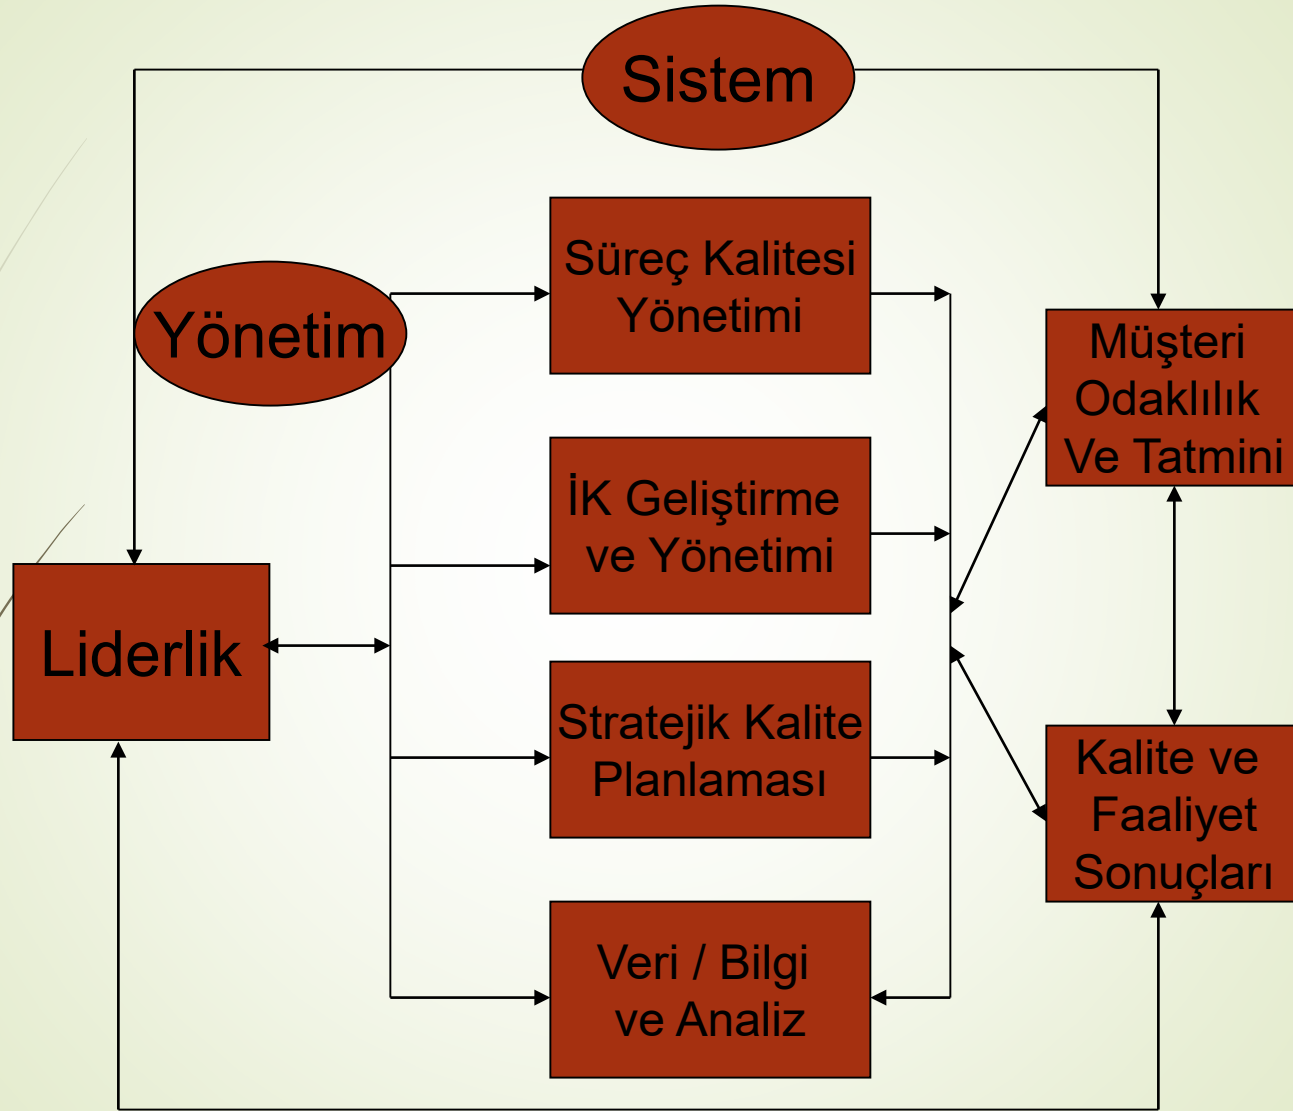 Sistem
Yönetim
Süreç Kalitesi
Yönetimi
Müşteri
Odaklılık
Ve Tatmini
İK Geliştirme
ve Yönetimi
Liderlik
Stratejik Kalite
Planlaması
Kalite ve
Faaliyet
Sonuçları
Veri / Bilgi
ve Analiz